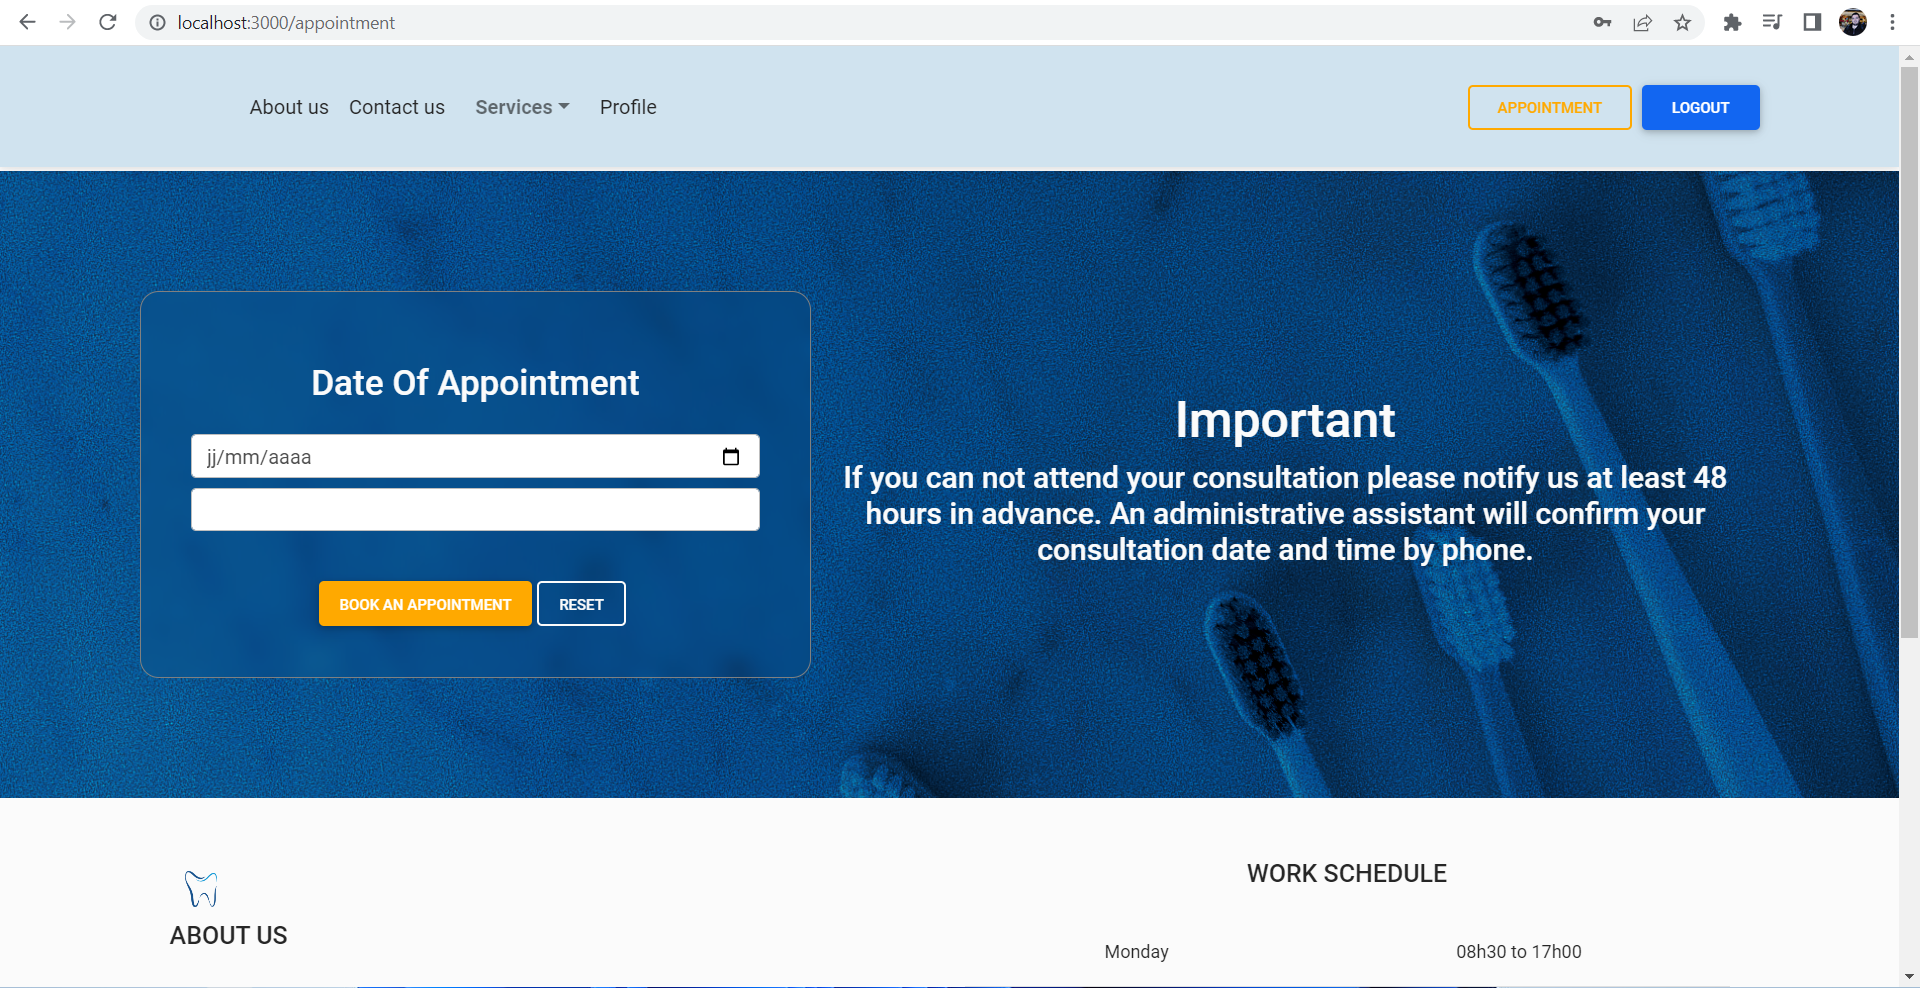 localhost:3000/appointment
About us Contact us Services Profile APPOINTMENT LOGOUT
Date Of Appointment
jj/mm/aaaa
BOOK AN APPOINTMENT RESET
Important
If you can not attend your consultation please notify us at least 48
hours in advance. An administrative assistant will confirm your
consultation date and time by phone.
ABOUT US
WORK SCHEDULE
Monday 08h30 to 17h00